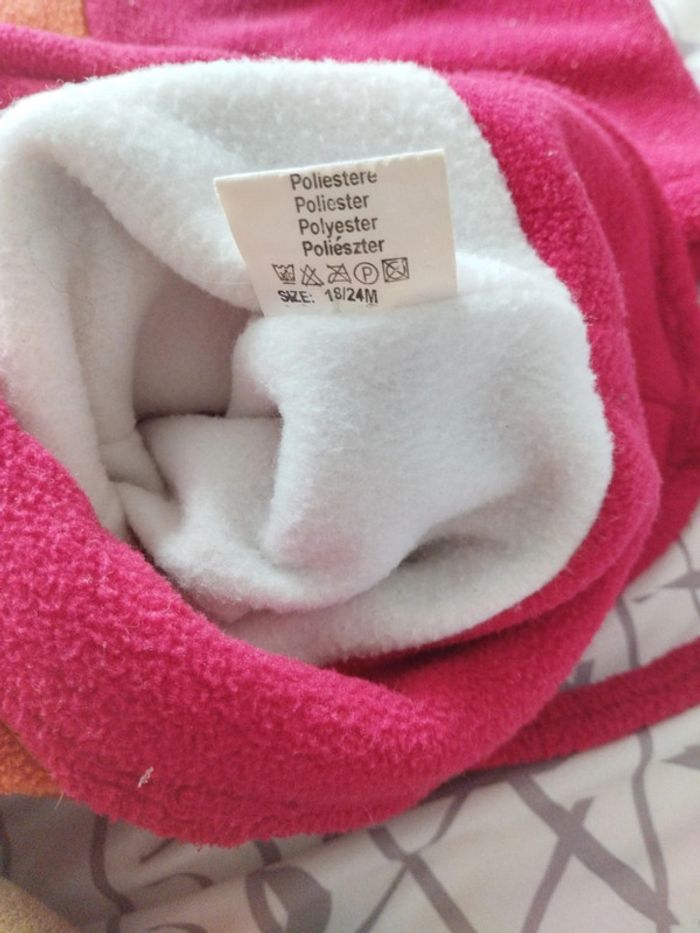 Poliestere
Poliester
Polyester
Poliészter
P
SIZE: 18/24M